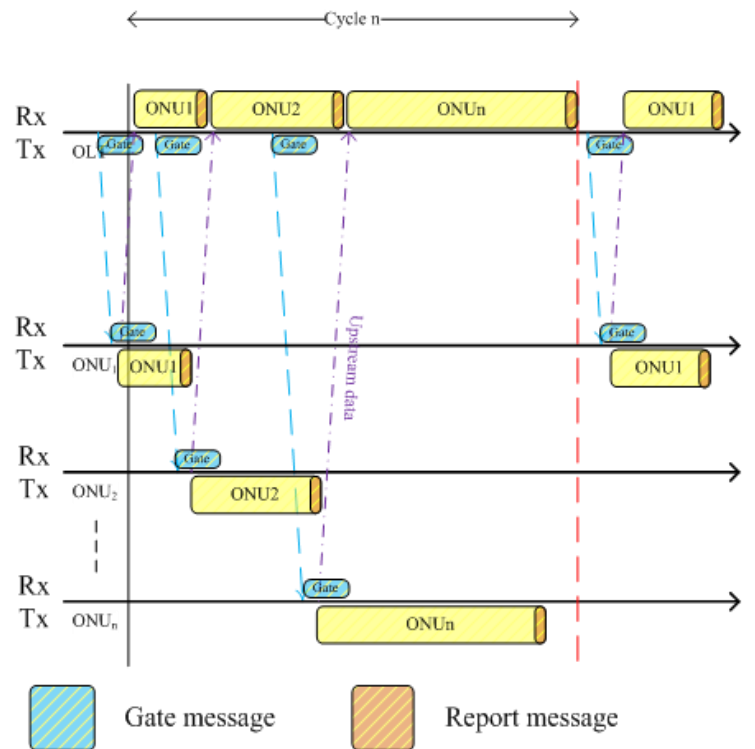 Cycle n
Rx
ONU1 ONU2 ONUn ONU1
Tx
Gate Gate Gate Gate
Rx
Gate Gate
Tx
ONU₁
ONU1 ONU1
Upstream data
Rx
Gate
Tx
ONU₂
ONU2
Rx
Gate
Tx
ONUₙ
ONUn
Gate message Report message